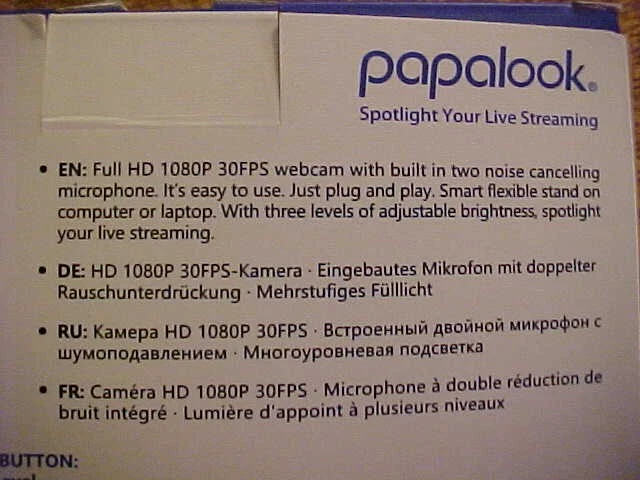 papalook®
Spotlight Your Live Streaming
• EN: Full HD 1080P 30FPS webcam with built in two noise cancelling
microphone. It's easy to use. Just plug and play. Smart flexible stand on
computer or laptop. With three levels of adjustable brightness, spotlight
your live streaming.
• DE: HD 1080P 30FPS-Kamera · Eingebautes Mikrofon mit doppelter
Rauschunterdrückung · Mehrstufiges Fülllicht
• RU: Камера HD 1080P 30FPS · Встроенный двойной микрофон с
шумоподавлением · Многоуровневая подсветка
• FR: Caméra HD 1080P 30FPS · Microphone à double réduction de
bruit intégré · Lumière d'appoint à plusieurs niveaux
BUTTON: